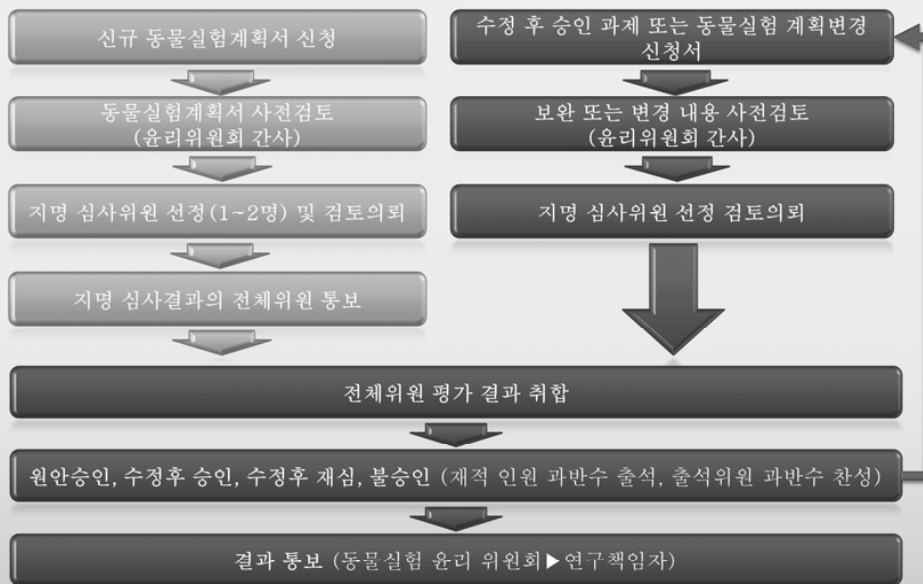 신규 동물실험계획서 신청
동물실험계획서 사전검토
(윤리위원회 간사)
지명 심사위원 선정(1~2명) 및 검토의뢰
지명 심사결과의 전체위원 통보
수정 후 승인 과제 또는 동물실험 계획변경
신청서
보완 또는 변경 내용 사전검토
(윤리위원회 간사)
지명 심사위원 선정 검토의뢰
전체위원 평가 결과 취합
원안승인, 수정후 승인, 수정후 재심, 불승인 (재적 인원 과반수 출석, 출석위원 과반수 찬성)
결과 통보 (동물실험 윤리 위원회▶연구책임자)